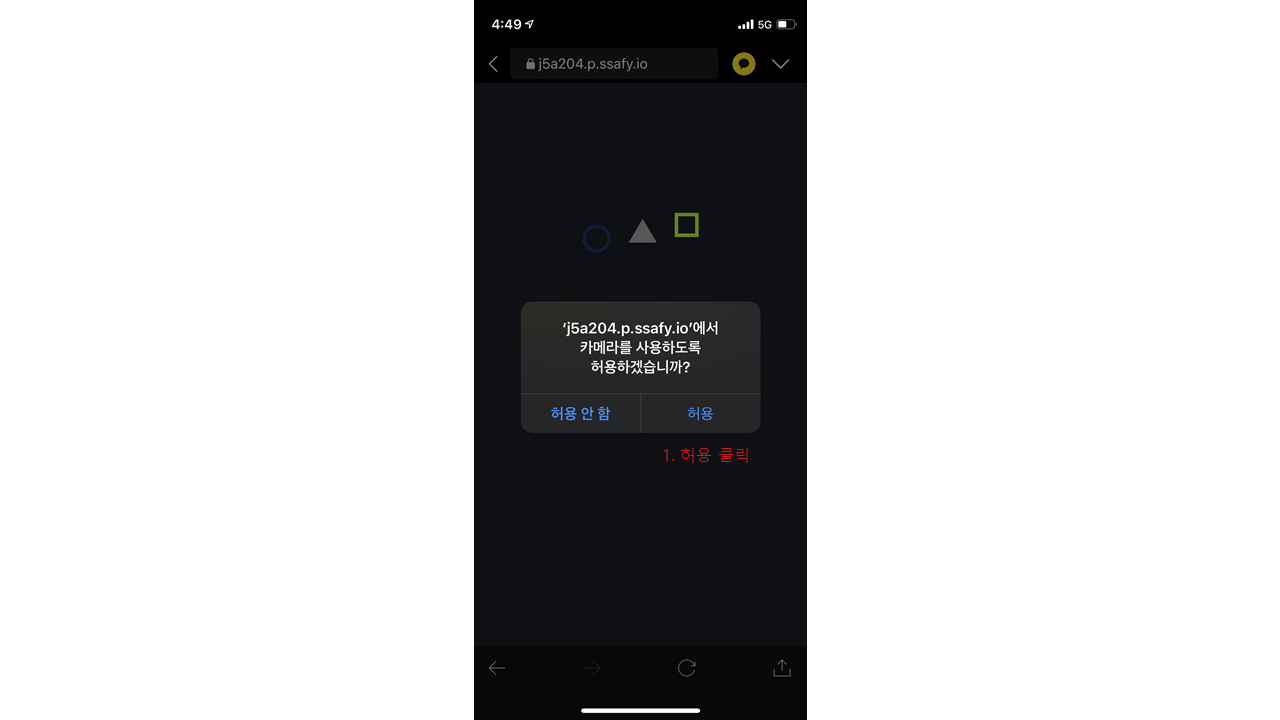 4:49
5G
j5a204.p.ssafy.io
‘j5a204.p.ssafy.io’에서
카메라를 사용하도록
허용하겠습니까?
허용 안 함
허용
1. 허용 클릭